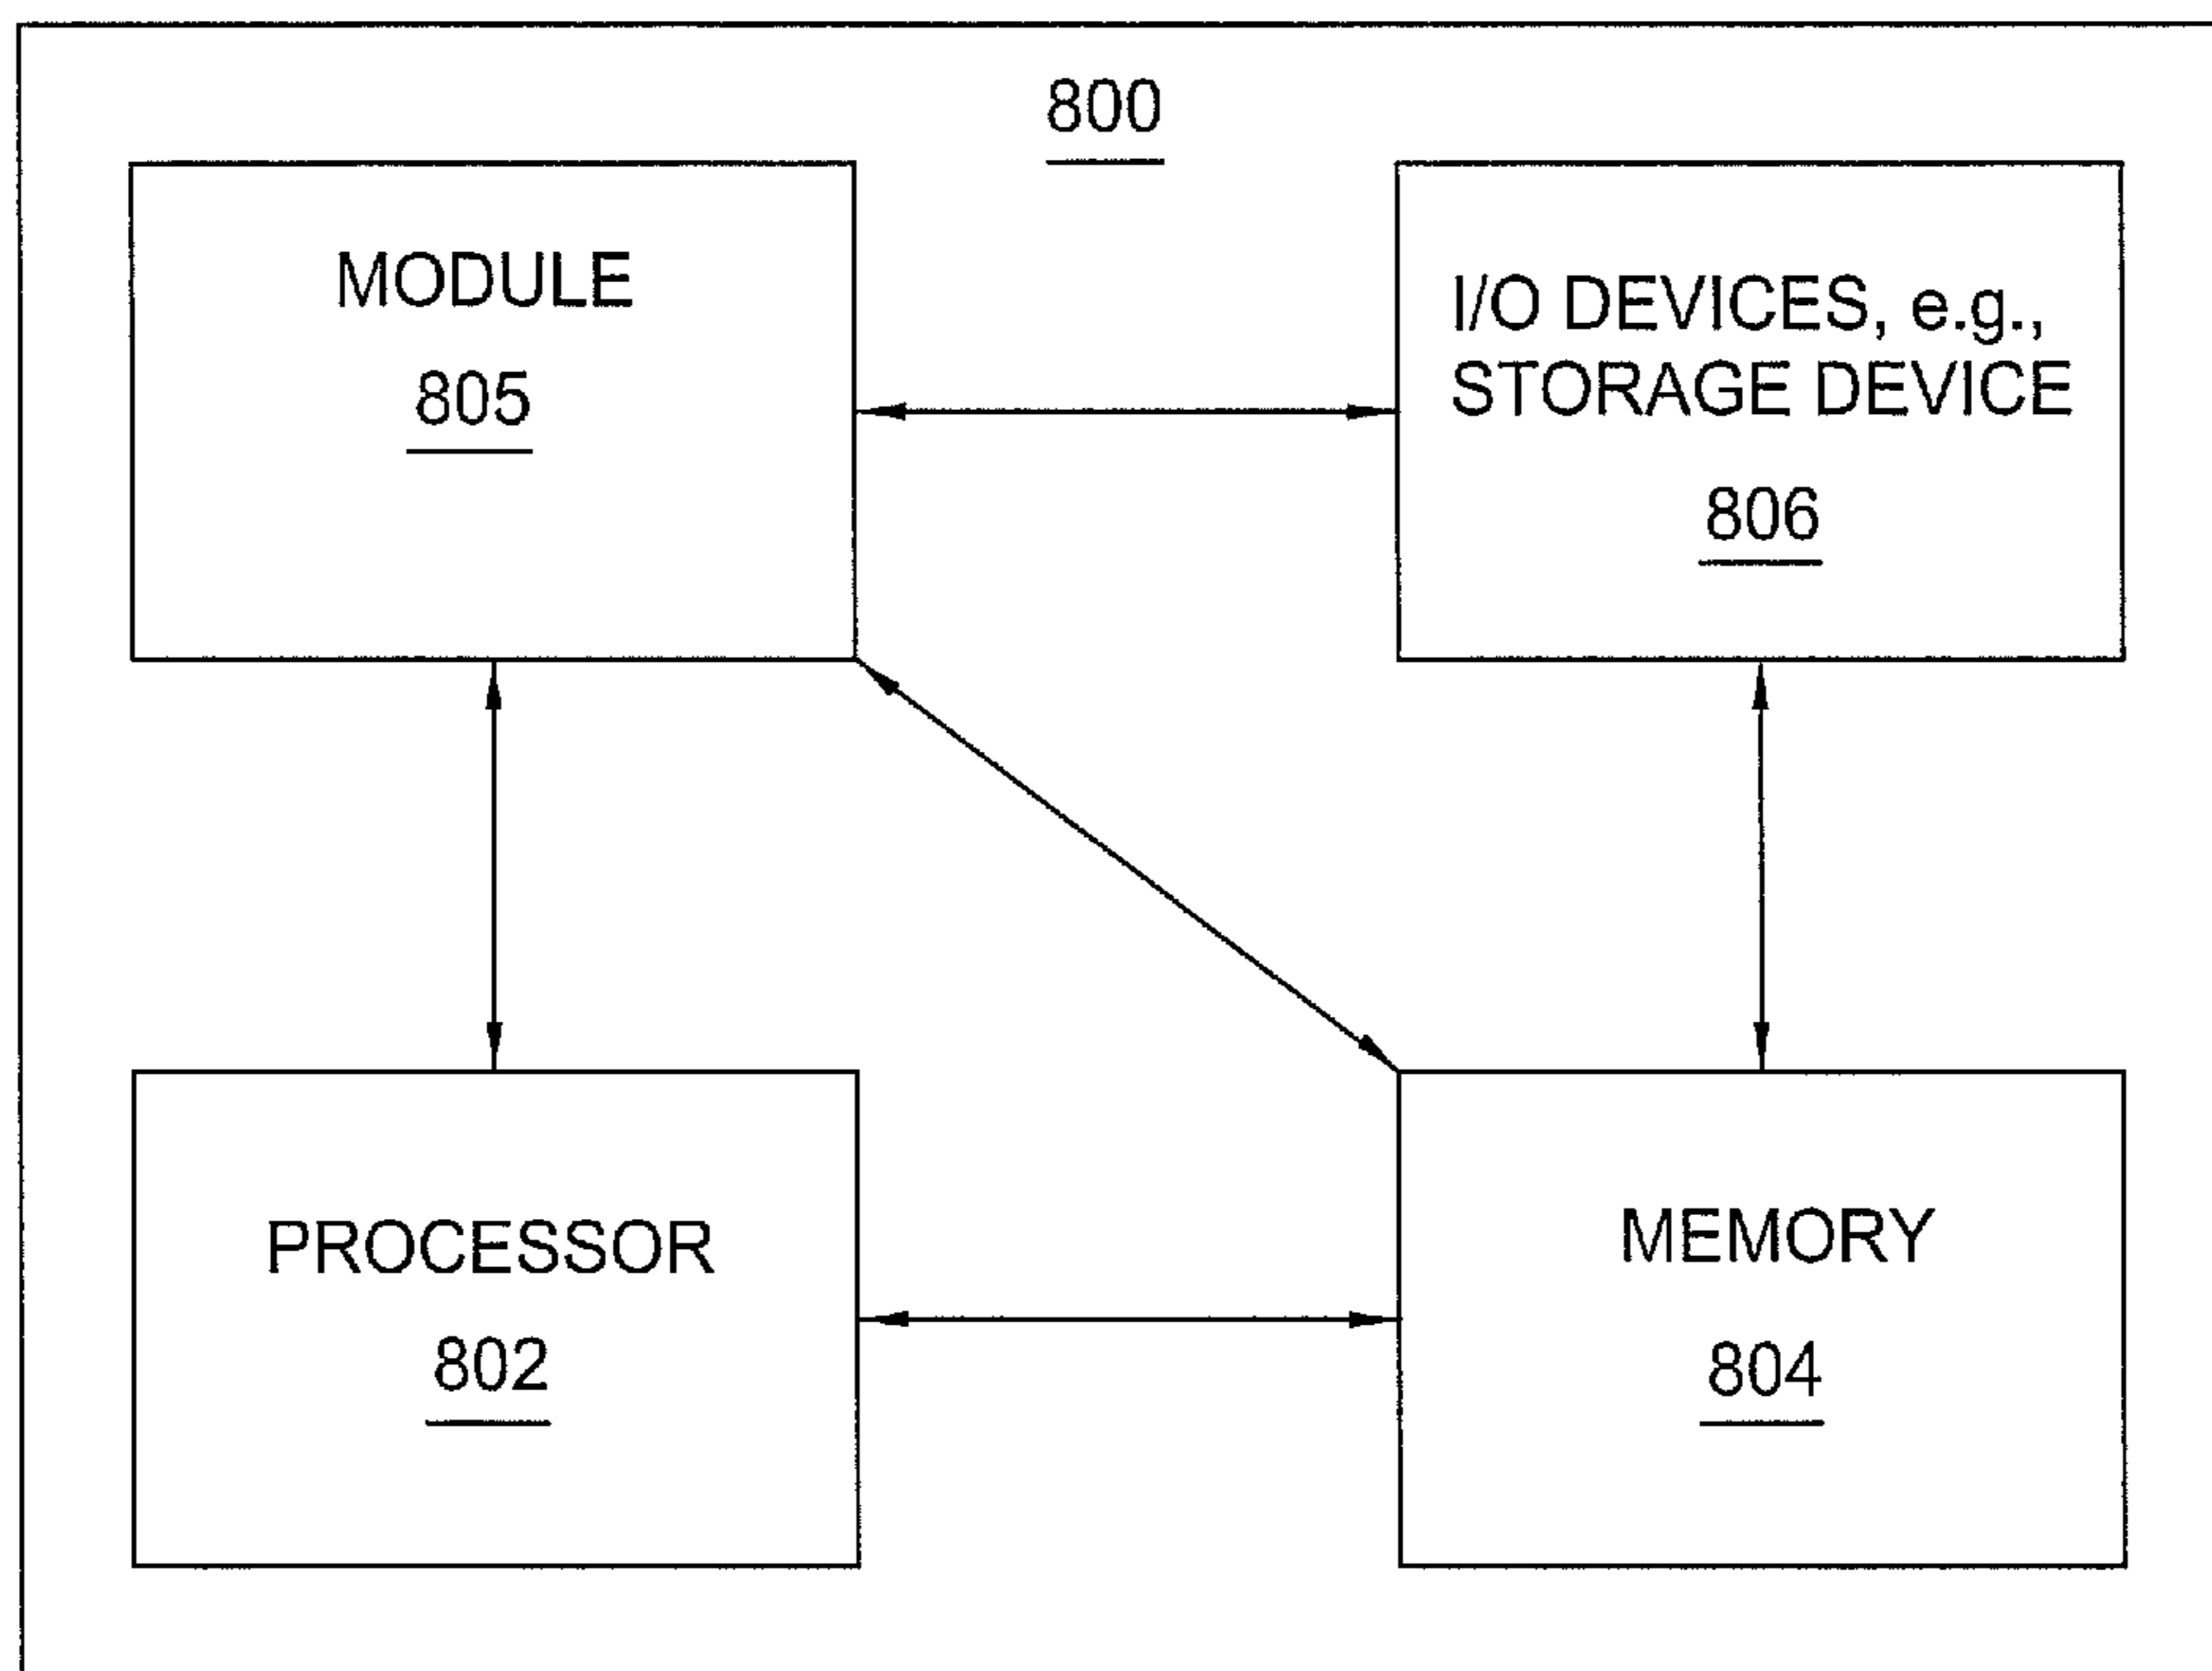 800
MODULE
805
I/O DEVICES, e.g.,
STORAGE DEVICE
806
PROCESSOR
802
MEMORY
804